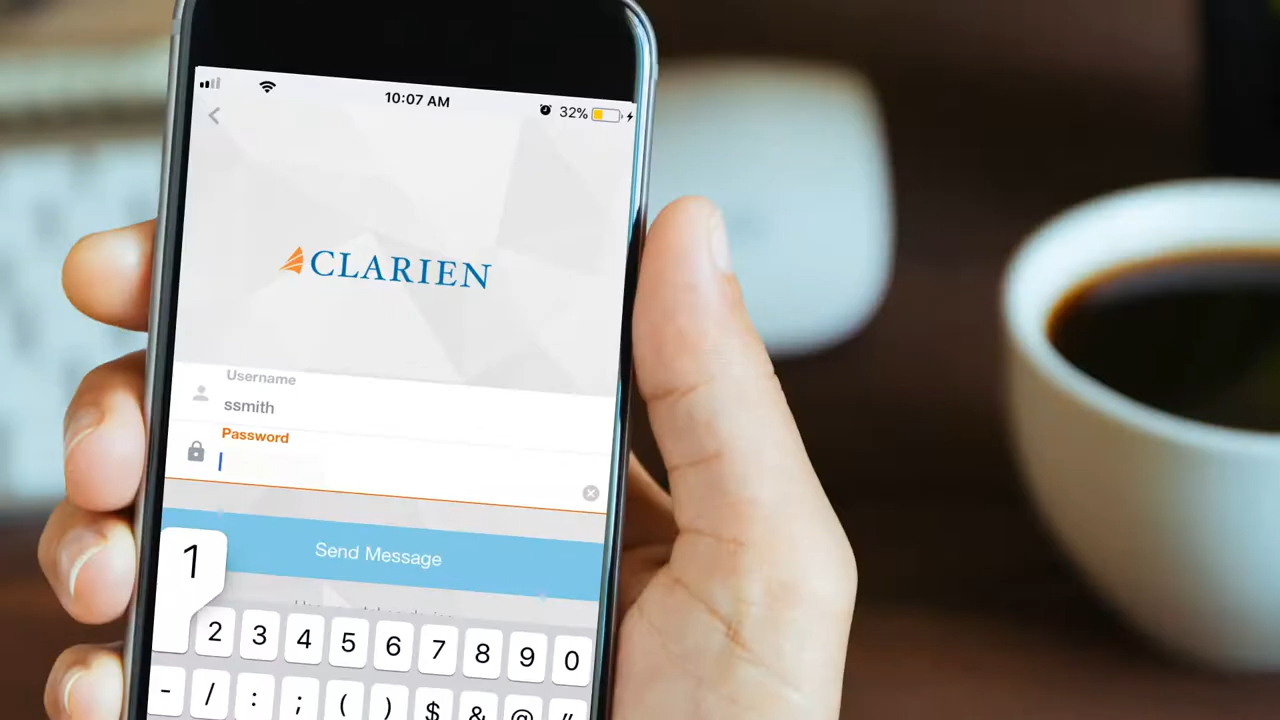 10:07 AM
32%
CLARIEN
Username
ssmith
Password
Send Message
1
2 3 4 5 6 7 8 9 0
- / : ; ( ) $ & @ "